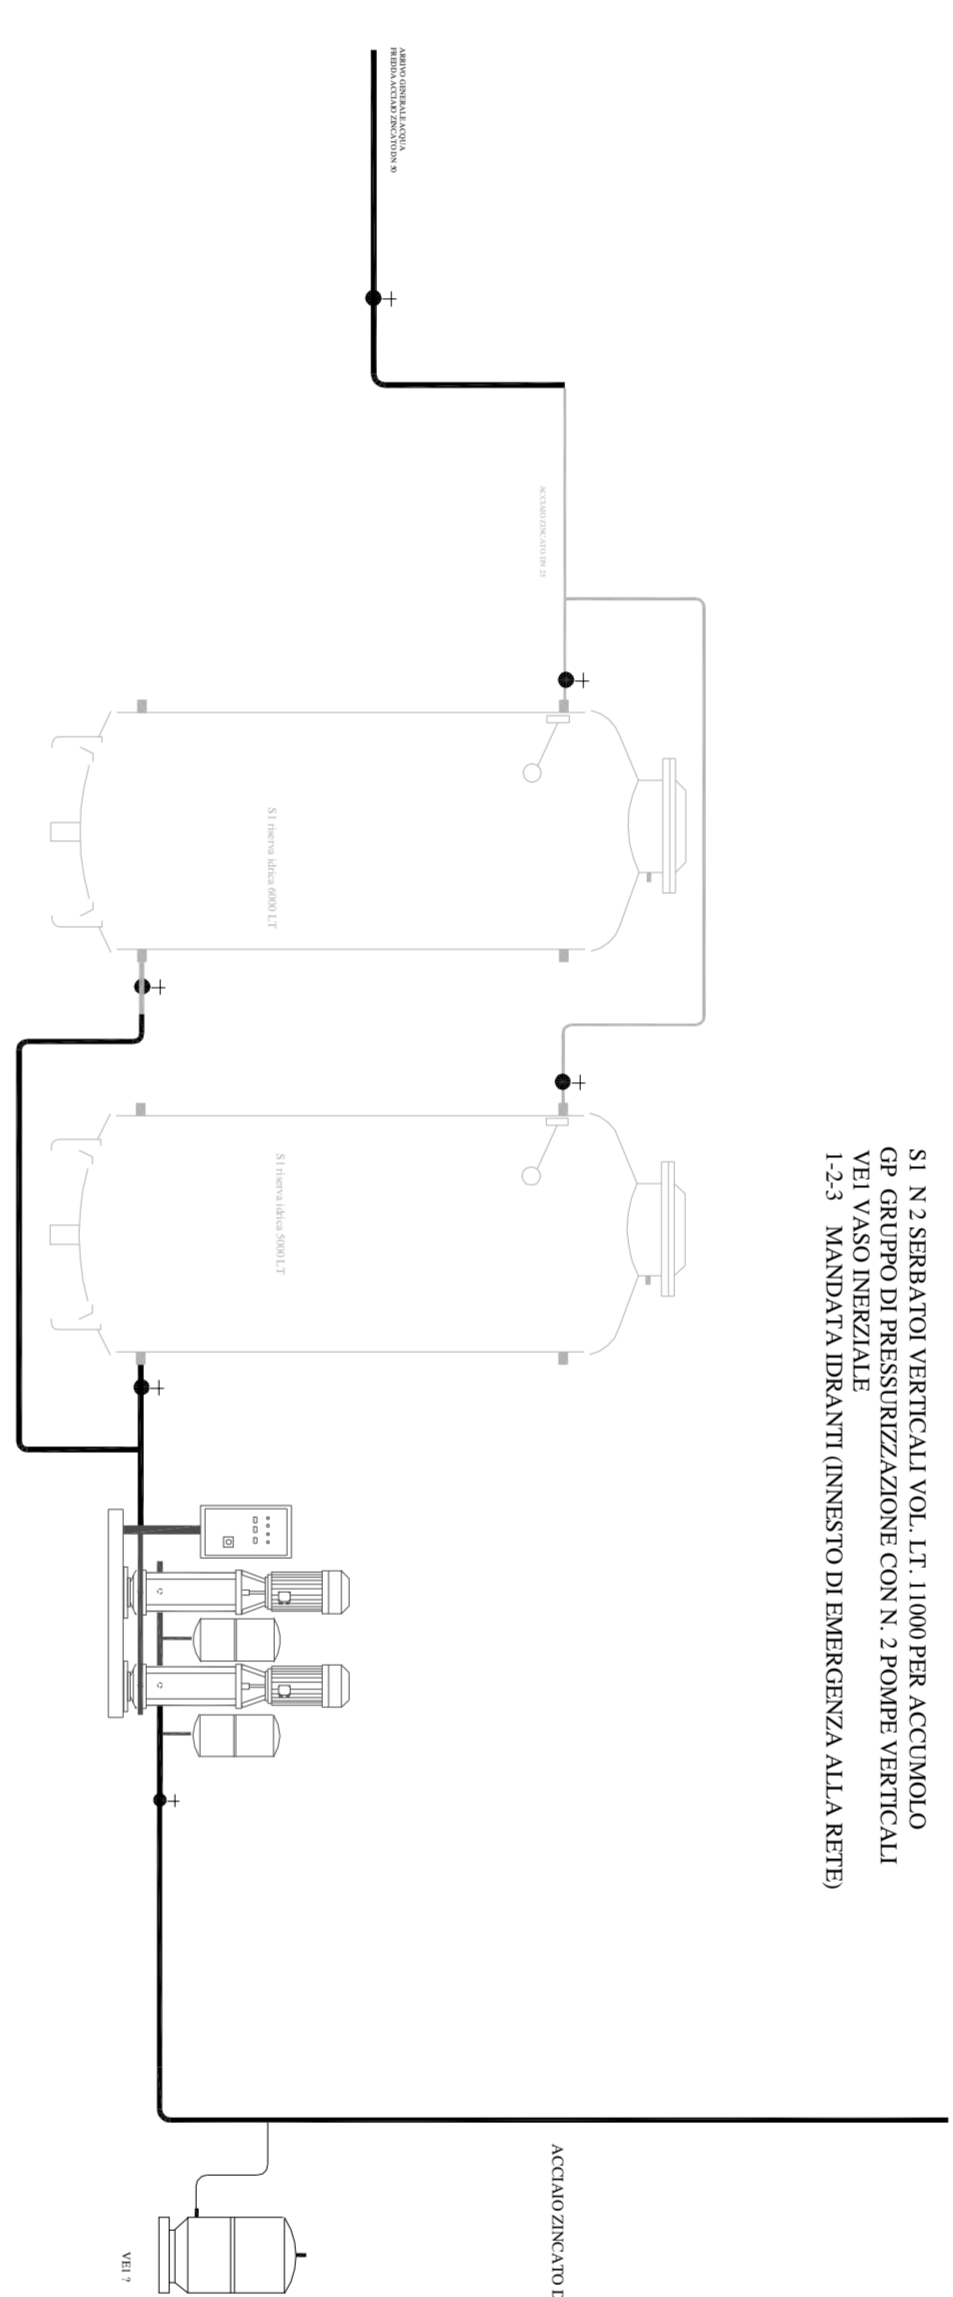 ARRIVO GENERALE ACQUA
FREDDA ACCIAIO ZINCATO DN 50
ACCIAIO ZINCATO DN 25
S1 riserva idrica 6000 LT
S1 riserva idrica 5000 LT
S1 N 2 SERBATOI VERTICALI VOL. LT. 11000 PER ACCUMOLO
GP GRUPPO DI PRESSURIZZAZIONE CON N. 2 POMPE VERTICALI
VE1 VASO INERZIALE
1-2-3 MANDATA IDRANTI (INNESTO DI EMERGENZA ALLA RETE)
ACCIAIO ZINCATO
VE1 ?